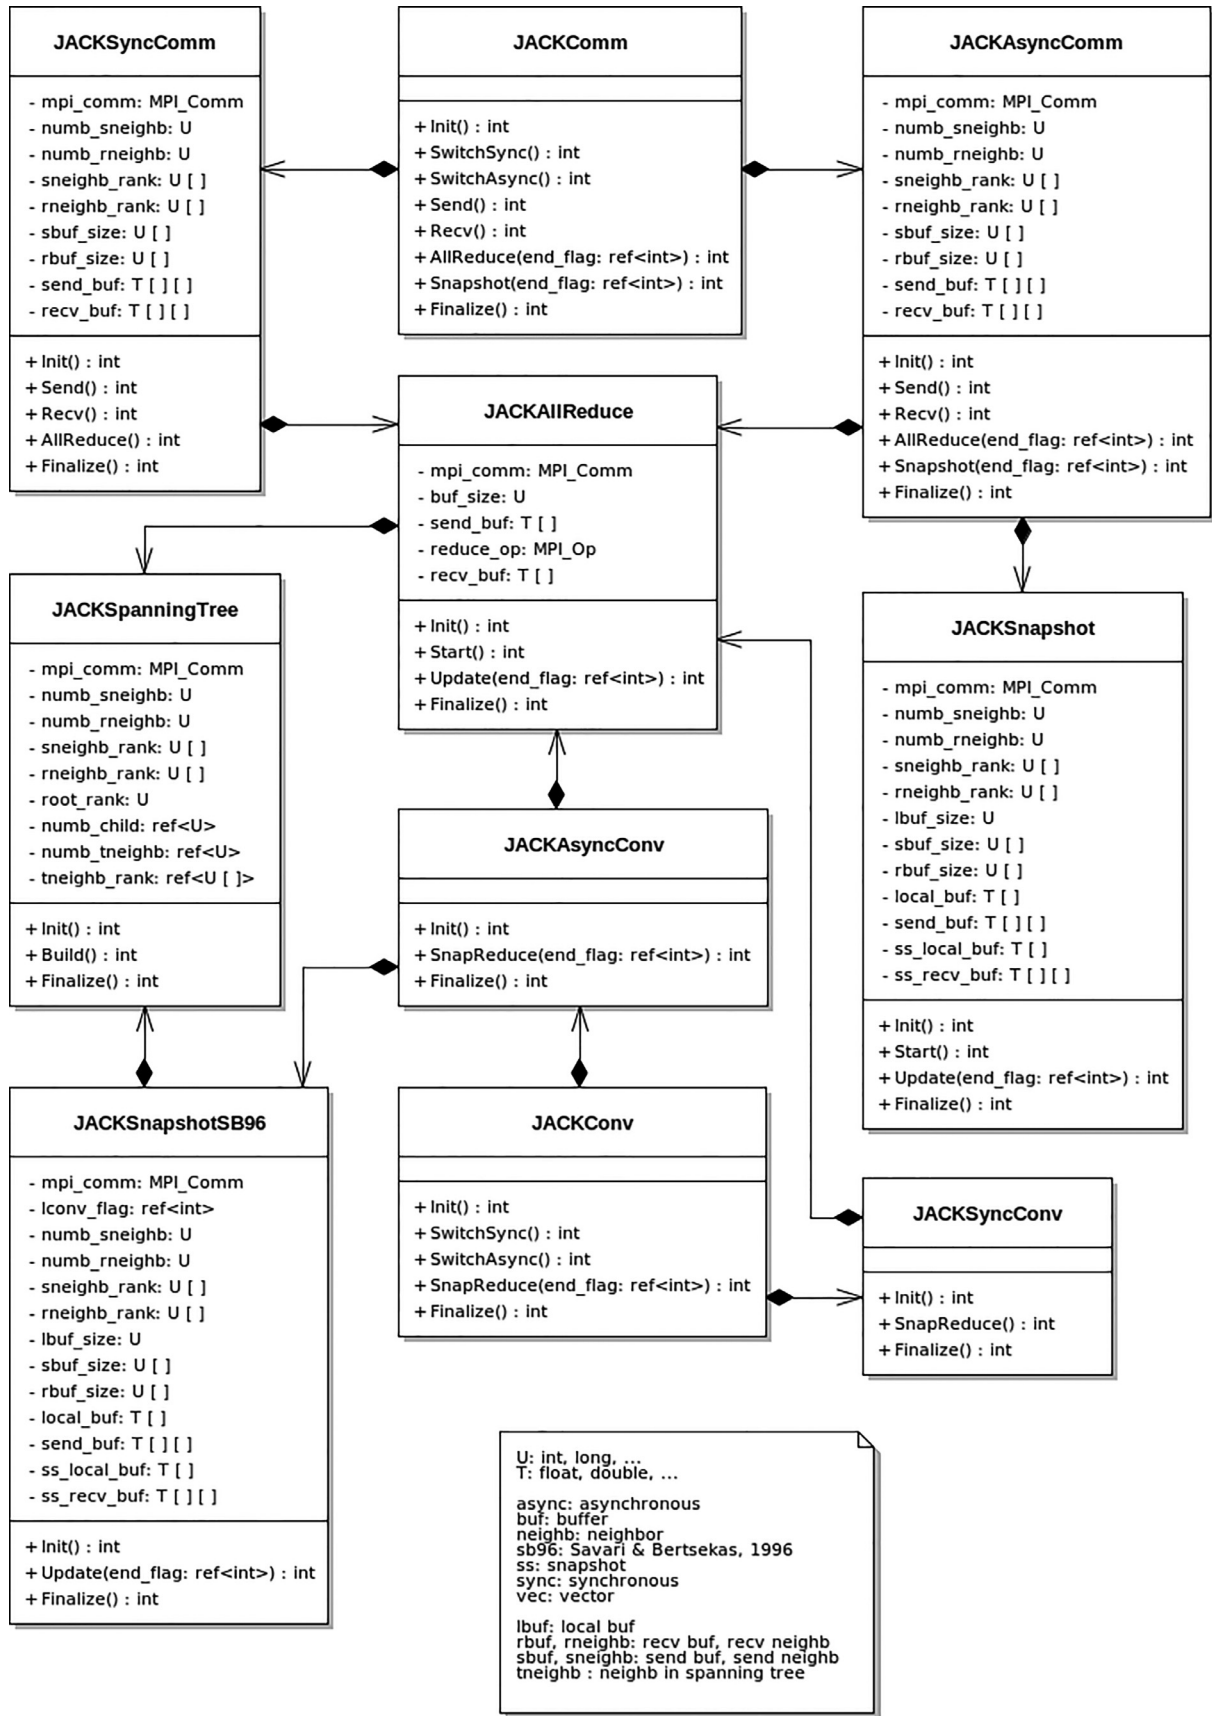 JACKSyncComm
- mpi_comm: MPI_Comm
- numb_sneighb: U
- numb_rneighb: U
- sneighb_rank: U [ ]
- rneighb_rank: U [ ]
- sbuf_size: U [ ]
- rbuf_size: U [ ]
- send_buf: T [ ] [ ]
- recv_buf: T [ ] [ ]
+ Init() : int
+ Send() : int
+ Recv() : int
+ AllReduce() : int
+ Finalize() : int
JACKComm
+ Init() : int
+ SwitchSync() : int
+ SwitchAsync() : int
+ Send() : int
+ Recv() : int
+ AllReduce(end_flag: ref<int>) : int
+ Snapshot(end_flag: ref<int>) : int
+ Finalize() : int
JACKAsyncComm
- mpi_comm: MPI_Comm
- numb_sneighb: U
- numb_rneighb: U
- sneighb_rank: U [ ]
- rneighb_rank: U [ ]
- sbuf_size: U [ ]
- rbuf_size: U [ ]
- send_buf: T [ ] [ ]
- recv_buf: T [ ] [ ]
+ Init() : int
+ Send() : int
+ Recv() : int
+ AllReduce(end_flag: ref<int>) : int
+ Snapshot(end_flag: ref<int>) : int
+ Finalize() : int
JACKAllReduce
- mpi_comm: MPI_Comm
- buf_size: U
- send_buf: T [ ]
- reduce_op: MPI_Op
- recv_buf: T [ ]
+ Init() : int
+ Start() : int
+ Update(end_flag: ref<int>) : int
+ Finalize() : int
JACKSpanningTree
- mpi_comm: MPI_Comm
- numb_sneighb: U
- numb_rneighb: U
- sneighb_rank: U [ ]
- rneighb_rank: U [ ]
- root_rank: U
- numb_child: ref<U>
- numb_tneighb: ref<U>
- tneighb_rank: ref<U [ ]>
+ Init() : int
+ Build() : int
+ Finalize() : int
JACKSnapshot
- mpi_comm: MPI_Comm
- numb_sneighb: U
- numb_rneighb: U
- sneighb_rank: U [ ]
- rneighb_rank: U [ ]
- lbuf_size: U
- sbuf_size: U [ ]
- rbuf_size: U [ ]
- local_buf: T [ ]
- send_buf: T [ ] [ ]
- ss_local_buf: T [ ]
- ss_recv_buf: T [ ] [ ]
+ Init() : int
+ Start() : int
+ Update(end_flag: ref<int>) : int
+ Finalize() : int
JACKAsyncConv
+ Init() : int
+ SnapReduce(end_flag: ref<int>) : int
+ Finalize() : int
JACKSnapshotSB96
- mpi_comm: MPI_Comm
- lconv_flag: ref<int>
- numb_sneighb: U
- numb_rneighb: U
- sneighb_rank: U [ ]
- rneighb_rank: U [ ]
- lbuf_size: U
- sbuf_size: U [ ]
- rbuf_size: U [ ]
- local_buf: T [ ]
- send_buf: T [ ] [ ]
- ss_local_buf: T [ ]
- ss_recv_buf: T [ ] [ ]
+ Init() : int
+ Update(end_flag: ref<int>) : int
+ Finalize() : int
JACKConv
+ Init() : int
+ SwitchSync() : int
+ SwitchAsync() : int
+ SnapReduce(end_flag: ref<int>) : int
+ Finalize() : int
JACKSyncConv
+ Init() : int
+ SnapReduce() : int
+ Finalize() : int
U: int, long, ...
T: float, double, ...
async: asynchronous
buf: buffer
neighb: neighbor
sb96: Savari & Bertsekas, 1996
ss: snapshot
sync: synchronous
vec: vector
lbuf: local buf
rbuf, rneighb: recv buf, recv neighb
sbuf, sneighb: send buf, send neighb
tneighb : neighb in spanning tree